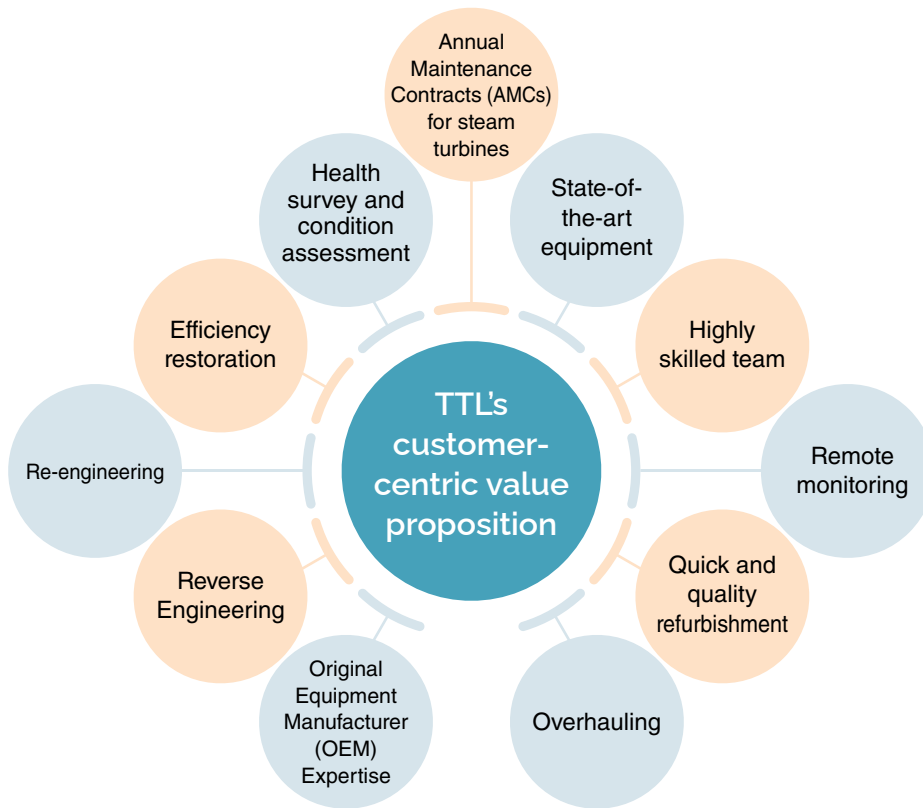 Annual
Maintenance
Contracts (AMCs)
for steam
turbines
Health
survey and
condition
assessment
State-of-
the-art
equipment
Efficiency
restoration
Highly
skilled team
TTL's
customer-
centric value
proposition
Re-engineering
Remote
monitoring
Reverse
Engineering
Quick and
quality
refurbishment
Original
Equipment
Manufacturer
(OEM)
Expertise
Overhauling